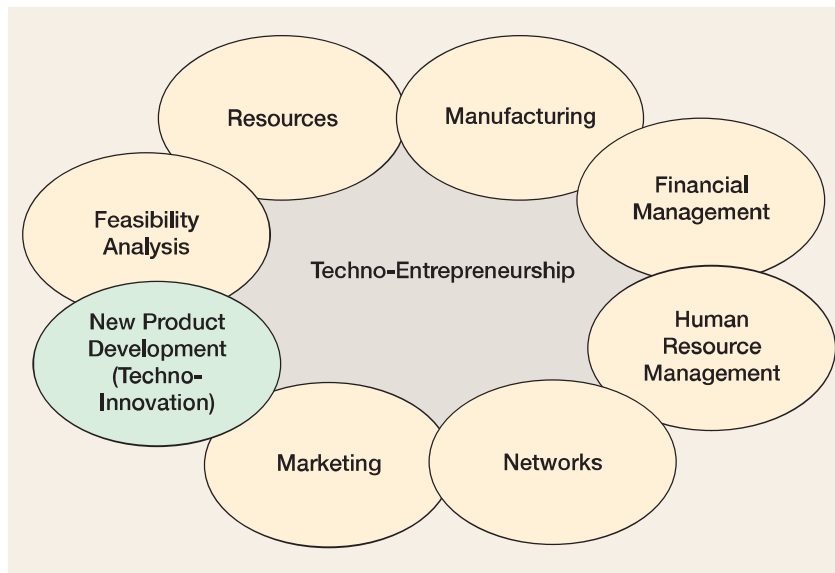 Resources
Manufacturing
Financial
Management
Feasibility
Analysis
Techno-Entrepreneurship
New Product
Development
(Techno-
Innovation)
Human
Resource
Management
Marketing
Networks